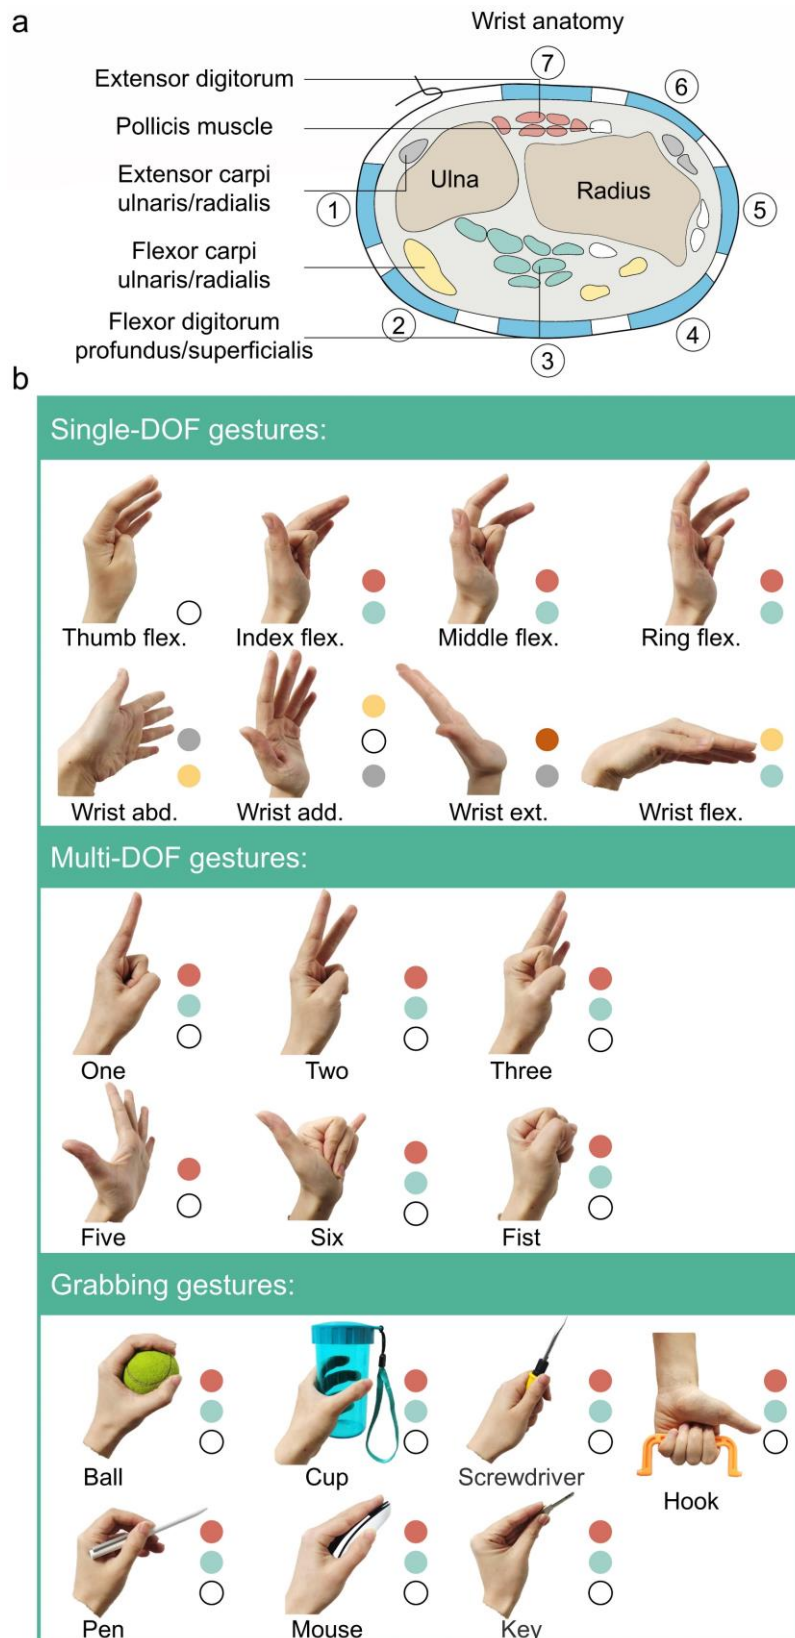 a
Wrist anatomy
Extensor digitorum
Pollicis muscle
Extensor carpi
ulnaris/radialis
Flexor carpi
ulnaris/radialis
Flexor digitorum
profundus/superficialis
7
6
Ulna
Radius
1
5
2
4
3
b
Single-DOF gestures:
Thumb flex.
Index flex.
Middle flex.
Ring flex.
Wrist abd.
Wrist add.
Wrist ext.
Wrist flex.
Multi-DOF gestures:
One
Two
Three
Five
Six
Fist
Grabbing gestures:
Ball
Cup
Screwdriver
Hook
Pen
Mouse
Key